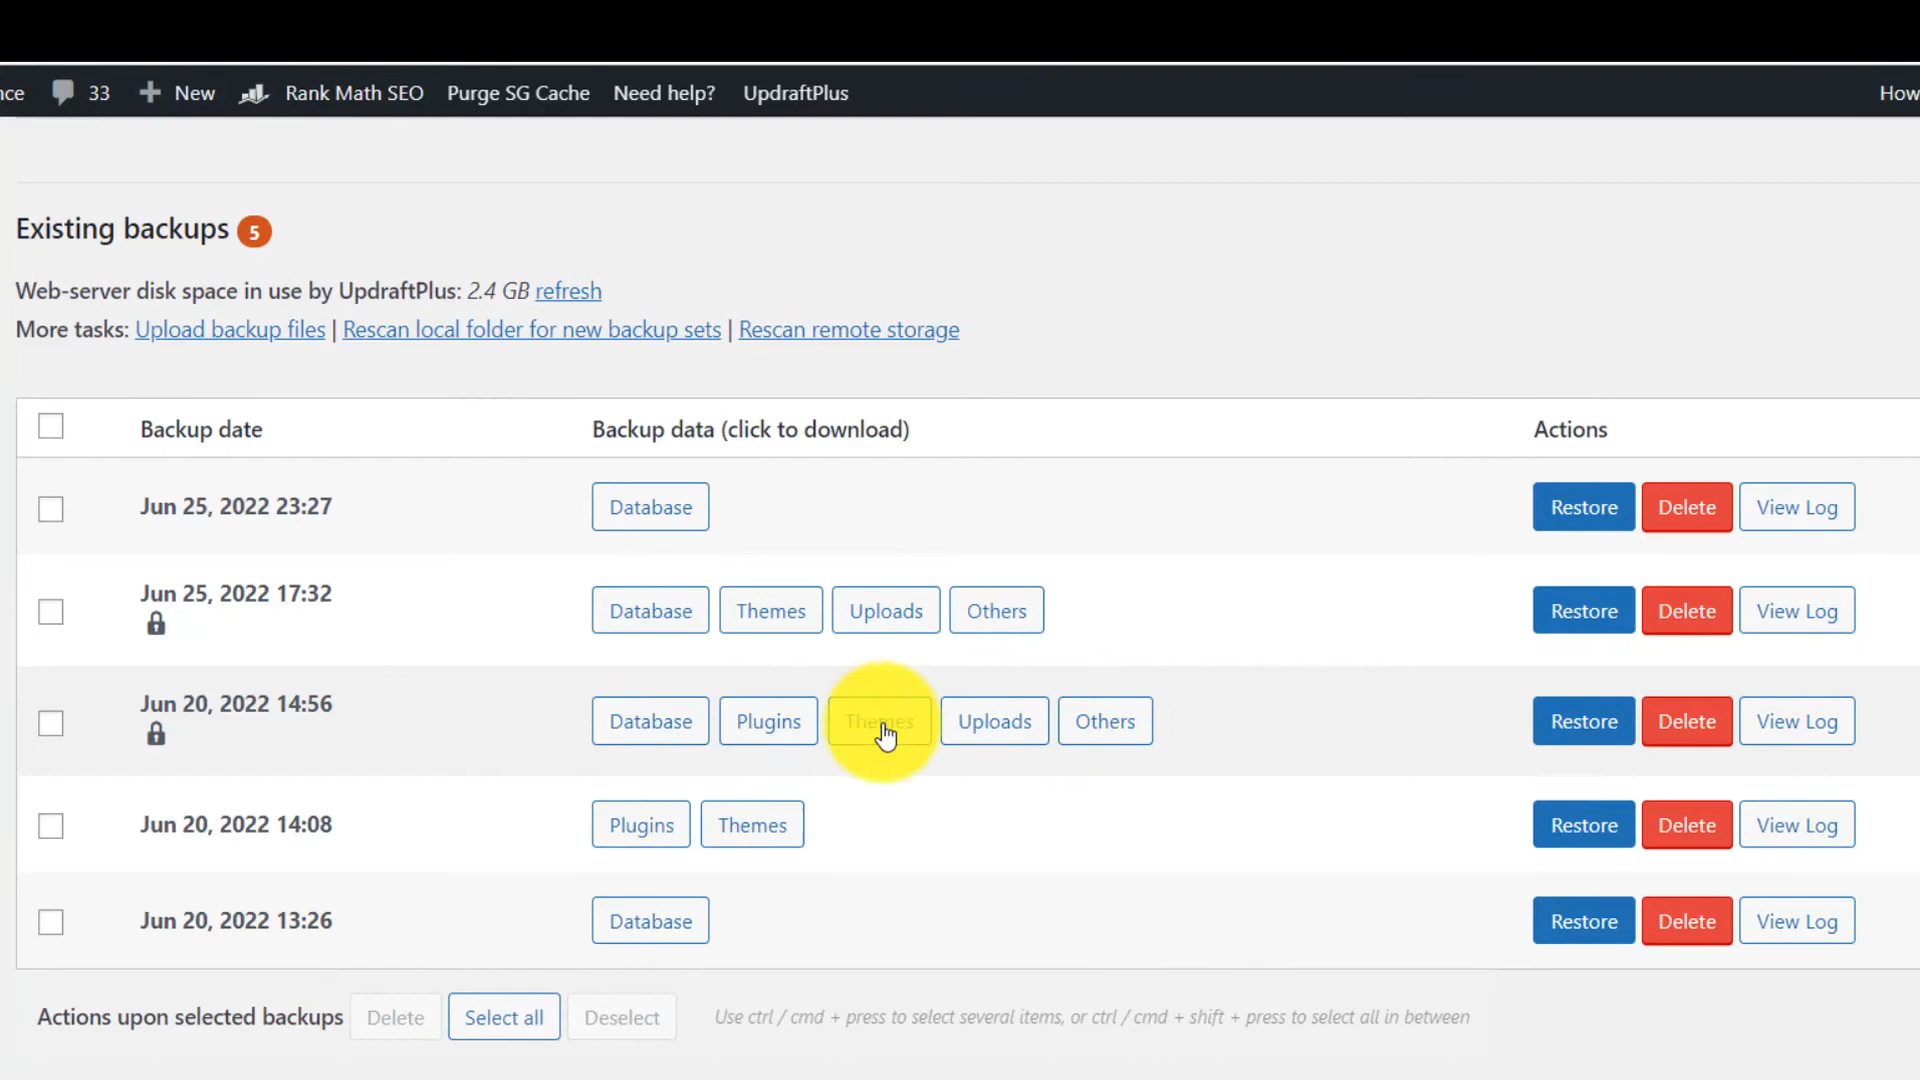 nce 33 New Rank Math SEO Purge SG Cache Need help? UpdraftPlus How
Existing backups 5
Web-server disk space in use by UpdraftPlus: 2.4 GB refresh
More tasks: Upload backup files | Rescan local folder for new backup sets | Rescan remote storage
Backup date Backup data (click to download) Actions
Jun 25, 2022 23:27 Database Restore Delete View Log
Jun 25, 2022 17:32 Database Themes Uploads Others Restore Delete View Log
Jun 20, 2022 14:56 Database Plugins Themes Uploads Others Restore Delete View Log
Jun 20, 2022 14:08 Plugins Themes Restore Delete View Log
Jun 20, 2022 13:26 Database Restore Delete View Log
Actions upon selected backups Delete Select all Deselect Use ctrl / cmd + press to select several items, or ctrl / cmd + shift + press to select all in between